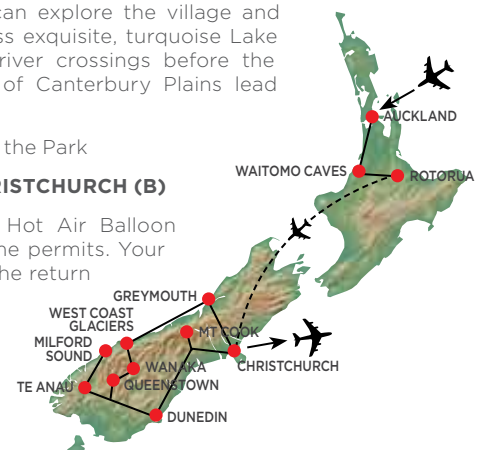 can explore the village and
ss exquisite, turquoise Lake
river crossings before the
of Canterbury Plains lead
the Park
RISTCHURCH (B)
Hot Air Balloon
ne permits. Your
he return
AUCKLAND
WAITOMO CAVES
ROTORUA
GREYMOUTH
WEST COAST
GLACIERS
MT COOK
MILFORD
SOUND
CHRISTCHURCH
WANAKA
TE ANAU
QUEENSTOWN
DUNEDIN